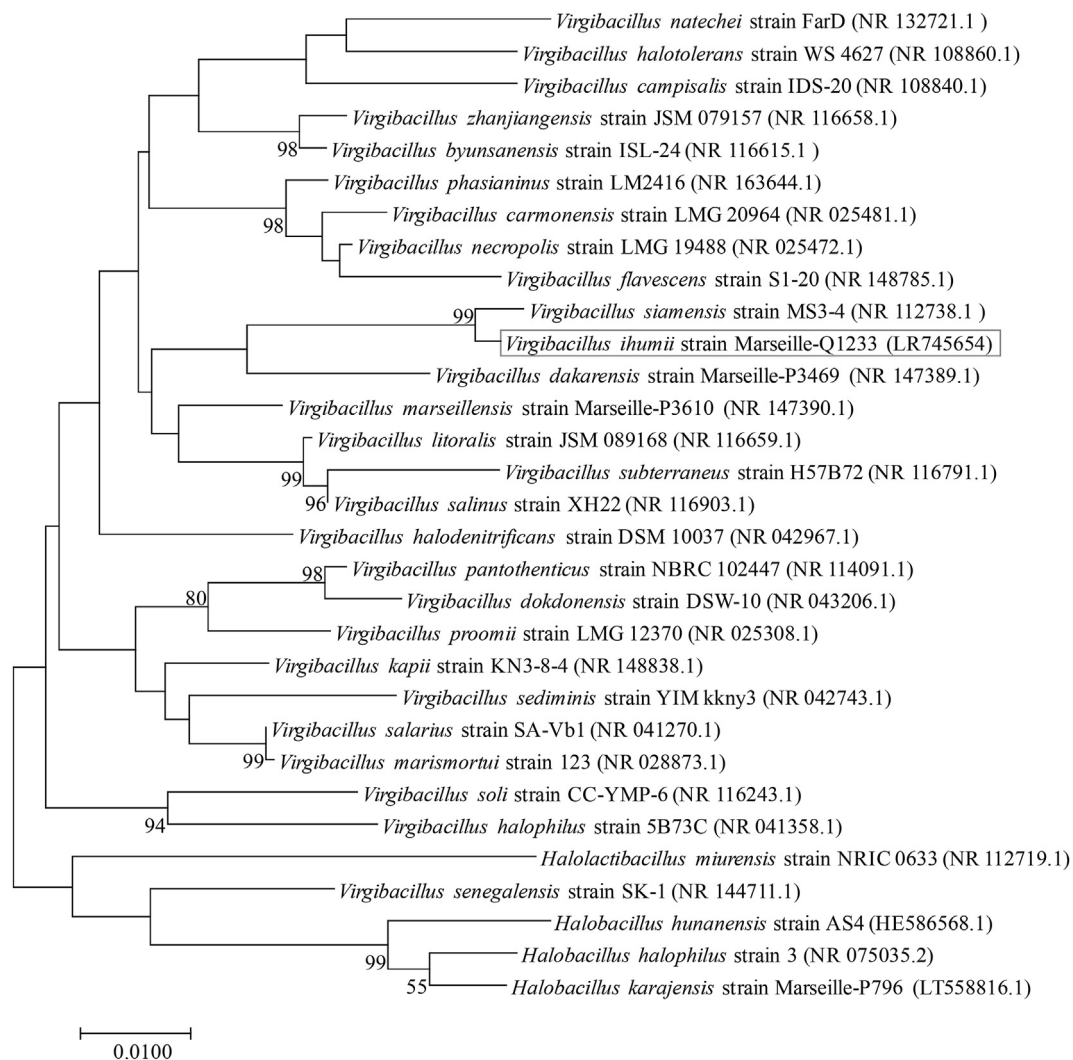 Virgibacillus natechei strain FarD (NR 132721.1 )
Virgibacillus halotolerans strain WS 4627 (NR 108860.1)
Virgibacillus campisalis strain IDS-20 (NR 108840.1)
Virgibacillus zhanjiangensis strain JSM 079157 (NR 116658.1)
98
Virgibacillus byunsanensis strain ISL-24 (NR 116615.1 )
Virgibacillus phasianinus strain LM2416 (NR 163644.1)
98
Virgibacillus carmonensis strain LMG 20964 (NR 025481.1)
Virgibacillus necropolis strain LMG 19488 (NR 025472.1)
Virgibacillus flavescens strain S1-20 (NR 148785.1)
99
Virgibacillus siamensis strain MS3-4 (NR 112738.1 )
Virgibacillus ihumii strain Marseille-Q1233 (LR745654)
Virgibacillus dakarensis strain Marseille-P3469 (NR 147389.1)
Virgibacillus marseillensis strain Marseille-P3610 (NR 147390.1)
Virgibacillus litoralis strain JSM 089168 (NR 116659.1)
99
Virgibacillus subterraneus strain H57B72 (NR 116791.1)
96
Virgibacillus salinus strain XH22 (NR 116903.1)
Virgibacillus halodenitrificans strain DSM 10037 (NR 042967.1)
98
Virgibacillus pantothenticus strain NBRC 102447 (NR 114091.1)
80
Virgibacillus dokdonensis strain DSW-10 (NR 043206.1)
Virgibacillus proomii strain LMG 12370 (NR 025308.1)
Virgibacillus kapii strain KN3-8-4 (NR 148838.1)
Virgibacillus sediminis strain YIM kkny3 (NR 042743.1)
Virgibacillus salarius strain SA-Vb1 (NR 041270.1)
99
Virgibacillus marismortui strain 123 (NR 028873.1)
Virgibacillus soli strain CC-YMP-6 (NR 116243.1)
94
Virgibacillus halophilus strain 5B73C (NR 041358.1)
Halolactibacillus miurensis strain NRIC 0633 (NR 112719.1)
Virgibacillus senegalensis strain SK-1 (NR 144711.1)
Halobacillus hunanensis strain AS4 (HE586568.1)
99
Halobacillus halophilus strain 3 (NR 075035.2)
55
Halobacillus karajensis strain Marseille-P796 (LT558816.1)
0.0100